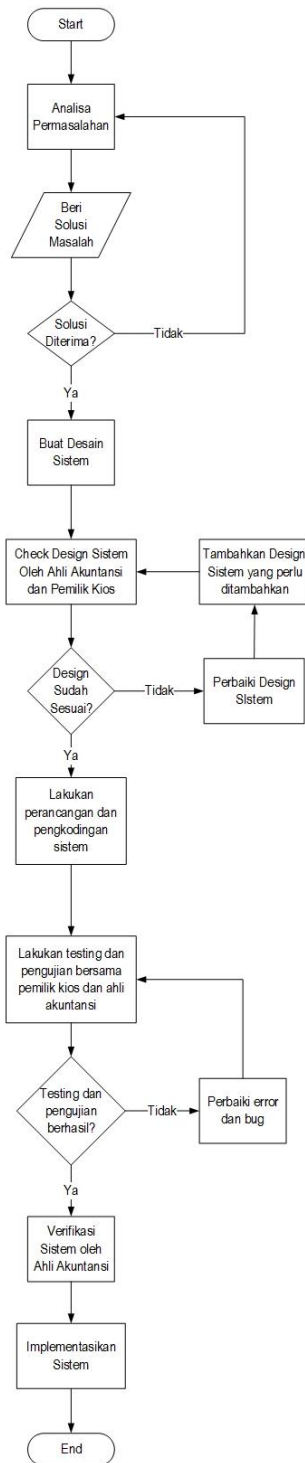 Start
Analisa
Permasalahan
Beri
Solusi
Masalah
Solusi
Diterima?
Tidak
Ya
Buat Desain
Sistem
Check Design Sistem
Oleh Ahli Akuntansi
dan Pemilik Kios
Tambahkan Design
Sistem yang perlu
ditambahkan
Design
Sudah
Sesuai?
Tidak
Perbaiki Design
SIstem
Ya
Lakukan
perancangan dan
pengkodingan
sistem
Lakukan testing dan
pengujian bersama
pemilik kios dan ahli
akuntansi
Testing dan
pengujian
berhasil?
Tidak
Perbaiki error
dan bug
Ya
Verifikasi
Sistem oleh
Ahli Akuntansi
Implementasikan
Sistem
End